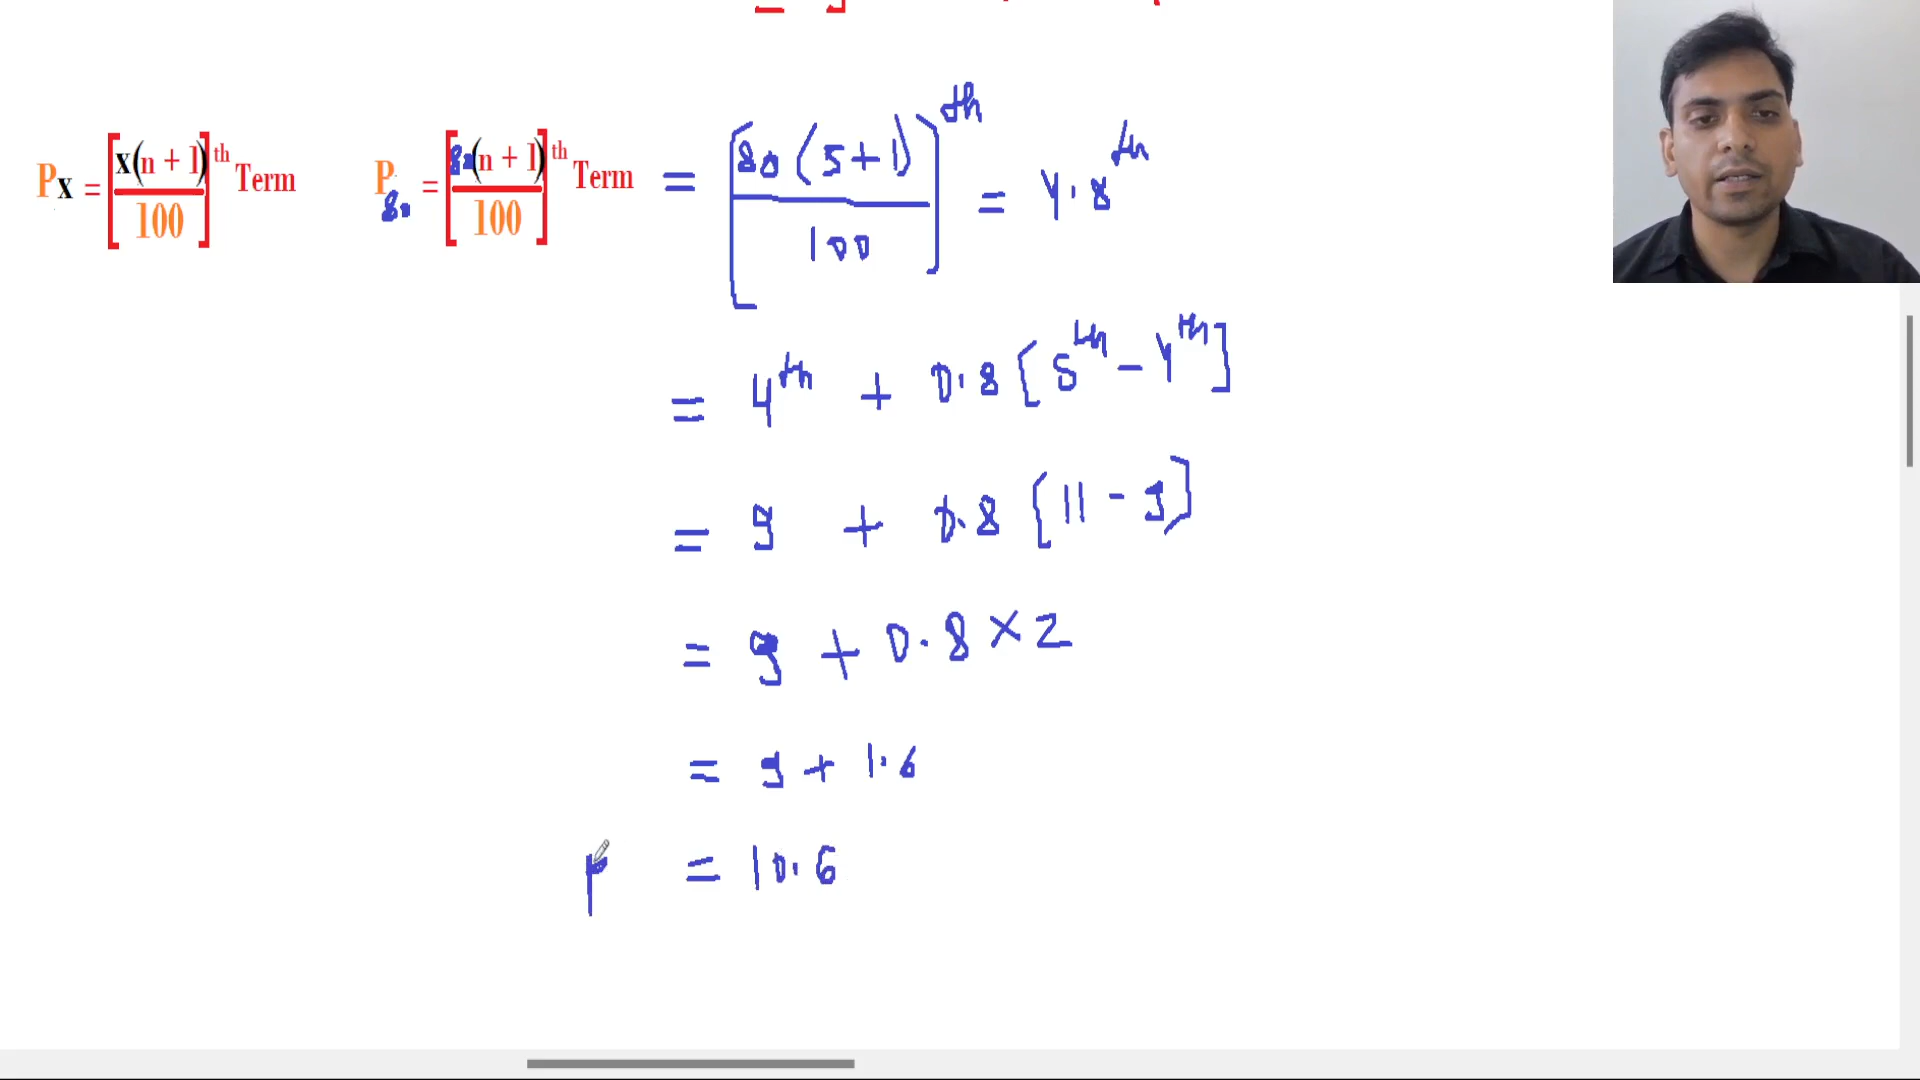 Px = [x(n + 1)/100]th Term P80 = [80(n + 1)/100]th Term = [80(5+1)/100]th = 4.8th
= 4th + 0.8[5th - 4th]
= 9 + 0.8[11 - 9]
= 9 + 0.8 × 2
= 9 + 1.6
P = 10.6